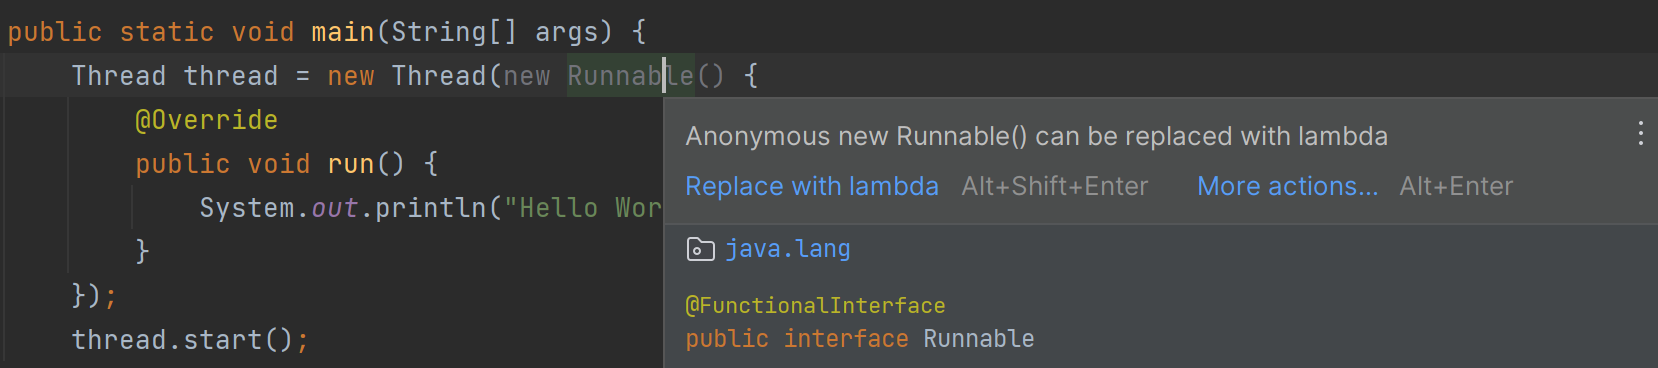 public static void main(String[] args) {
Thread thread = new Thread(new Runnable() {
@Override
public void run() {
System.out.println("Hello Wor
}
});
thread.start();
Anonymous new Runnable() can be replaced with lambda
Replace with lambda Alt+Shift+Enter More actions... Alt+Enter
java.lang
@FunctionalInterface
public interface Runnable